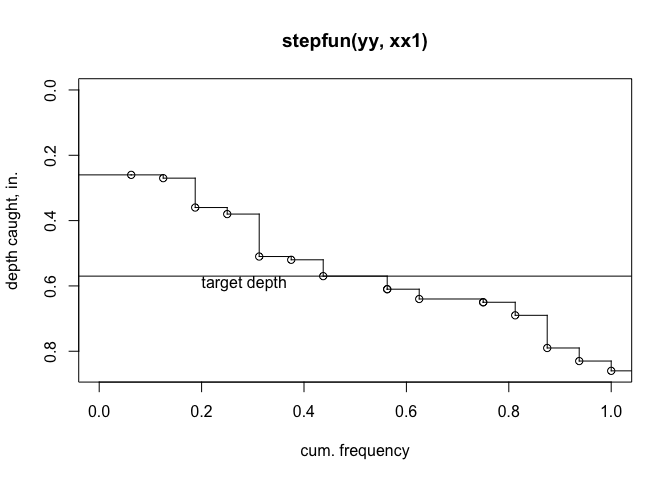 stepfun(yy, xx1)
0.0
0.2
0.4
0.6
0.8
depth caught, in.
target depth
0.0 0.2 0.4 0.6 0.8 1.0
cum. frequency